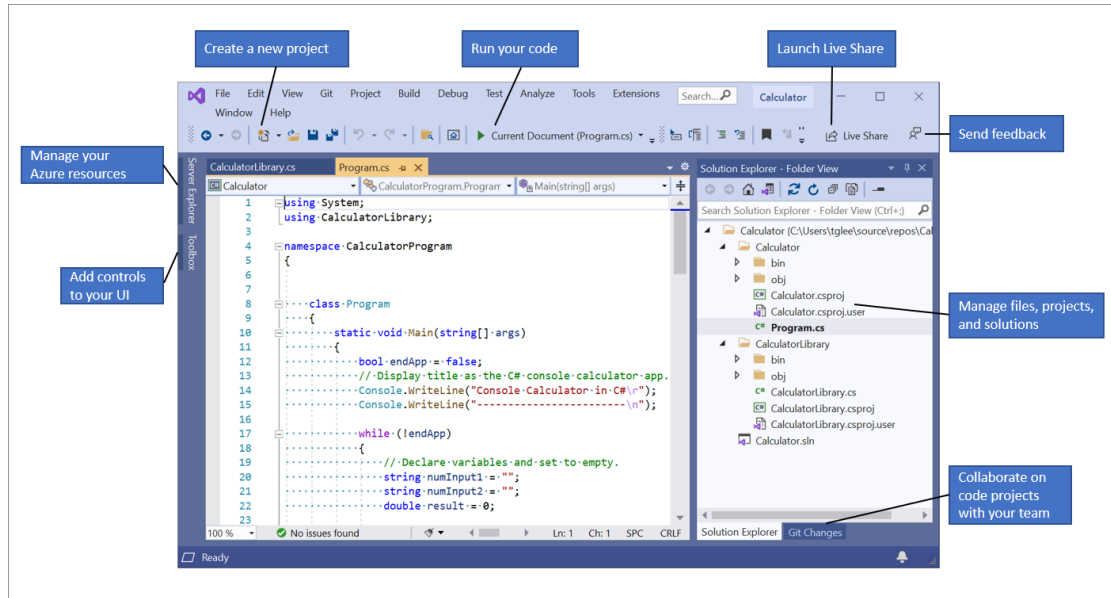 Create a new project
Run your code
Launch Live Share
File Edit View Git Project Build Debug Test Analyze Tools Extensions Search... Calculator
Window Help
Current Document (Program.cs) Live Share
Send feedback
Manage your
Azure resources
Server Explorer
Toolbox
Add controls
to your UI
CalculatorLibrary.cs Program.cs
Calculator CalculatorProgram.Program Main(string[] args)
1 using·System;
2 using·CalculatorLibrary;
3
4 namespace·CalculatorProgram
5 {
6
7
8 ····class·Program
9 ····{
10 ········static·void·Main(string[]·args)
11 ········{
12 ············bool·endApp·=·false;
13 ············//·Display·title·as·the·C#·console·calculator·app.
14 ············Console.WriteLine("Console·Calculator·in·C#\r");
15 ············Console.WriteLine("------------------------\n");
16
17 ············while·(!endApp)
18 ············{
19 ················//·Declare·variables·and·set·to·empty.
20 ················string·numInput1·=·"";
21 ················string·numInput2·=·"";
22 ················double·result·=·0;
23
100 % No issues found Ln: 1 Ch: 1 SPC CRLF
Solution Explorer - Folder View
Search Solution Explorer - Folder View (Ctrl+;)
Calculator (C:\Users\tglee\source\repos\Cal
Calculator
bin
obj
Calculator.csproj
Calculator.csproj.user
Program.cs
CalculatorLibrary
bin
obj
CalculatorLibrary.cs
CalculatorLibrary.csproj
CalculatorLibrary.csproj.user
Calculator.sln
Solution Explorer Git Changes
Manage files, projects,
and solutions
Collaborate on
code projects
with your team
Ready